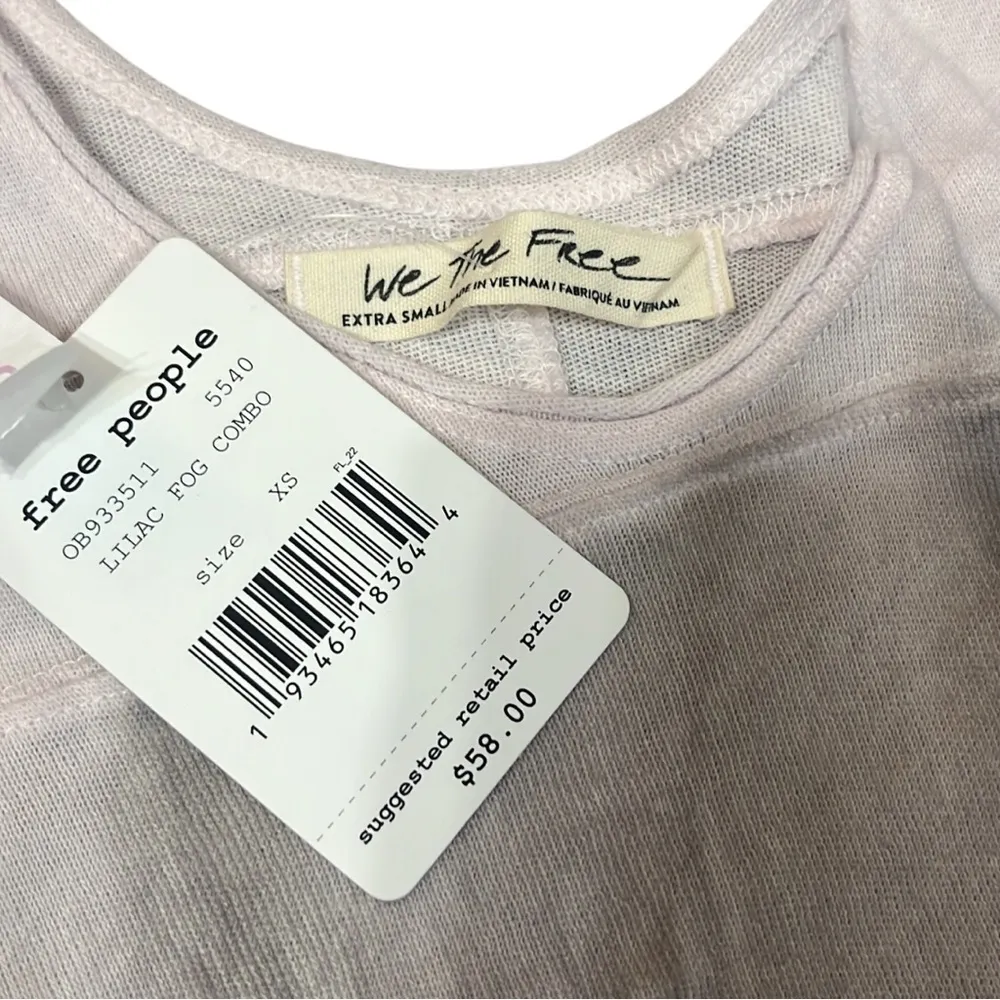 We The Free
EXTRA SMALL MADE IN VIETNAM / FABRIQUÉ AU VIETNAM
free people
OB933511 5540
LILAC FOG COMBO
size XS
FL_22
1 93465 18364 4
suggested retail price
$58.00